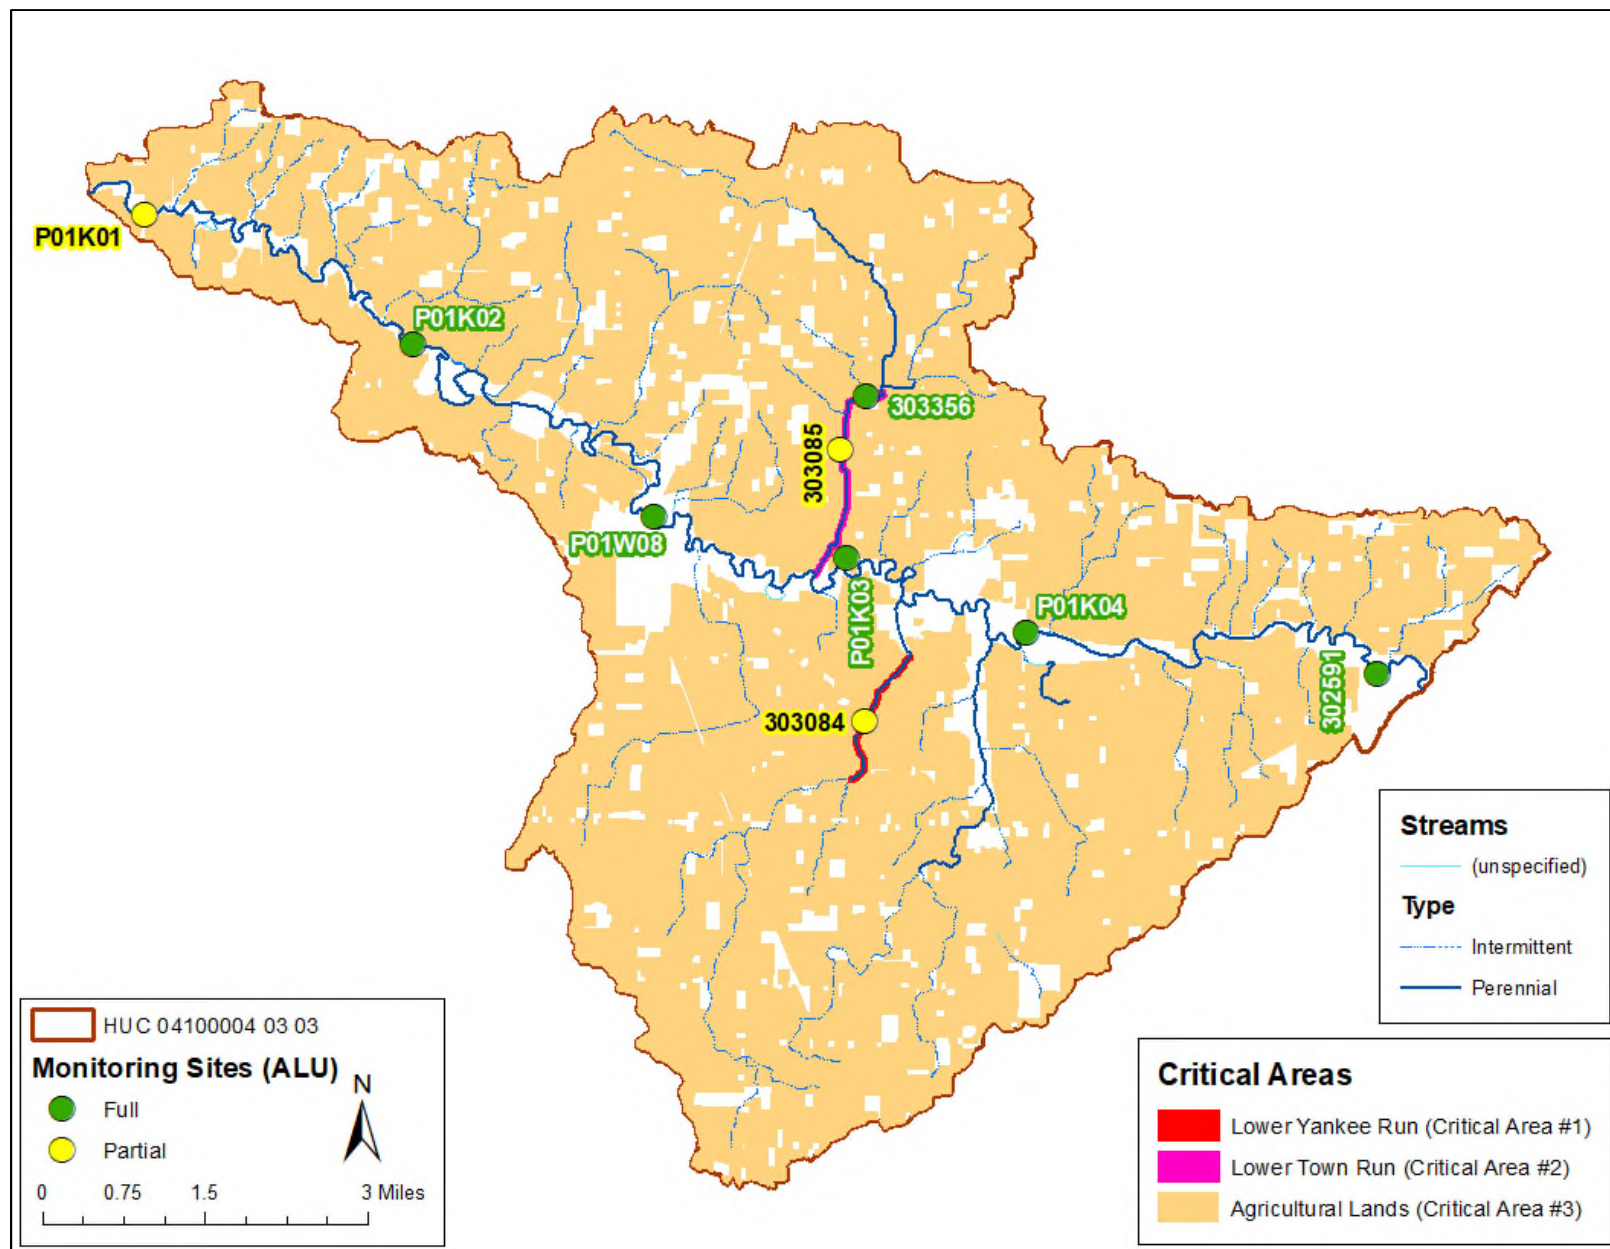 P01K01
P01K02
303356
303085
P01W08
P01K03
P01K04
302591
303084
Streams
(unspecified)
Type
Intermittent
Perennial
HUC 04100004 03 03
Monitoring Sites (ALU)
N
Full
Partial
0 0.75 1.5 3 Miles
Critical Areas
Lower Yankee Run (Critical Area #1)
Lower Town Run (Critical Area #2)
Agricultural Lands (Critical Area #3)